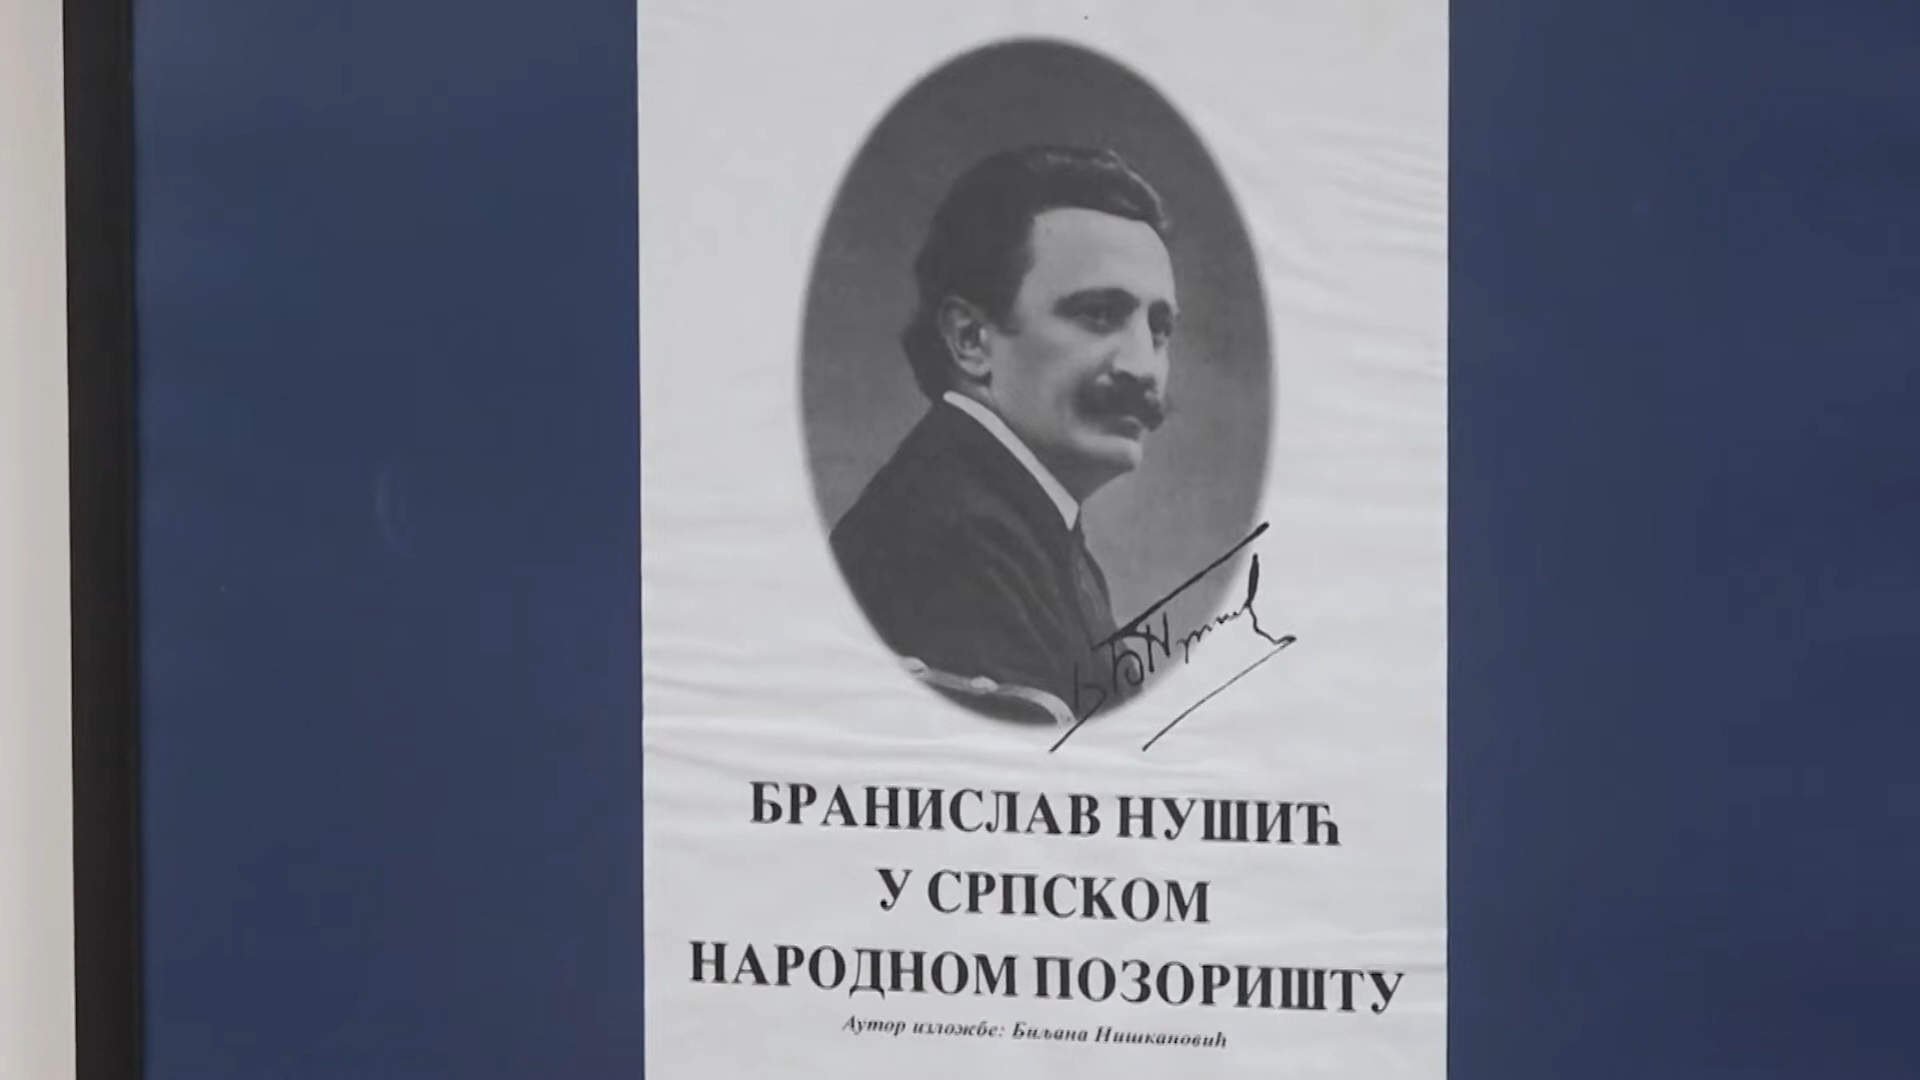 БРАНИСЛАВ НУШИЋ
У СРПСКОМ
НАРОДНОМ ПОЗОРИШТУ
Аутор изложбе: Биљана Нишкановић